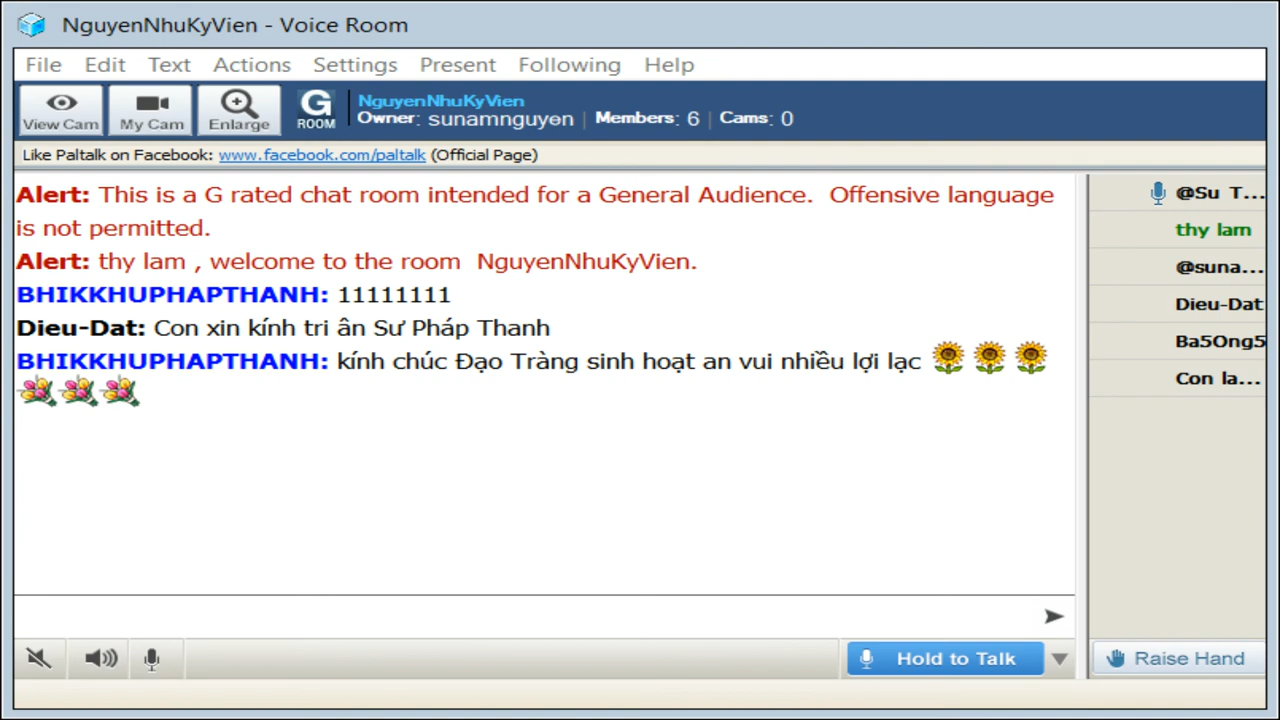 NguyenNhuKyVien - Voice Room
File Edit Text Actions Settings Present Following Help
View Cam My Cam Enlarge G ROOM NguyenNhuKyVien
Owner: sunamnguyen | Members: 6 | Cams: 0
Like Paltalk on Facebook: www.facebook.com/paltalk (Official Page)
Alert: This is a G rated chat room intended for a General Audience. Offensive language
is not permitted.
Alert: thy lam , welcome to the room NguyenNhuKyVien.
BHIKKHUPHAPTHANH: 11111111
Dieu-Dat: Con xin kính tri ân Sư Pháp Thanh
BHIKKHUPHAPTHANH: kính chúc Đạo Tràng sinh hoạt an vui nhiều lợi lạc
@Su T...
thy lam
@suna...
Dieu-Dat
Ba5Ong5
Con la...
Hold to Talk
Raise Hand